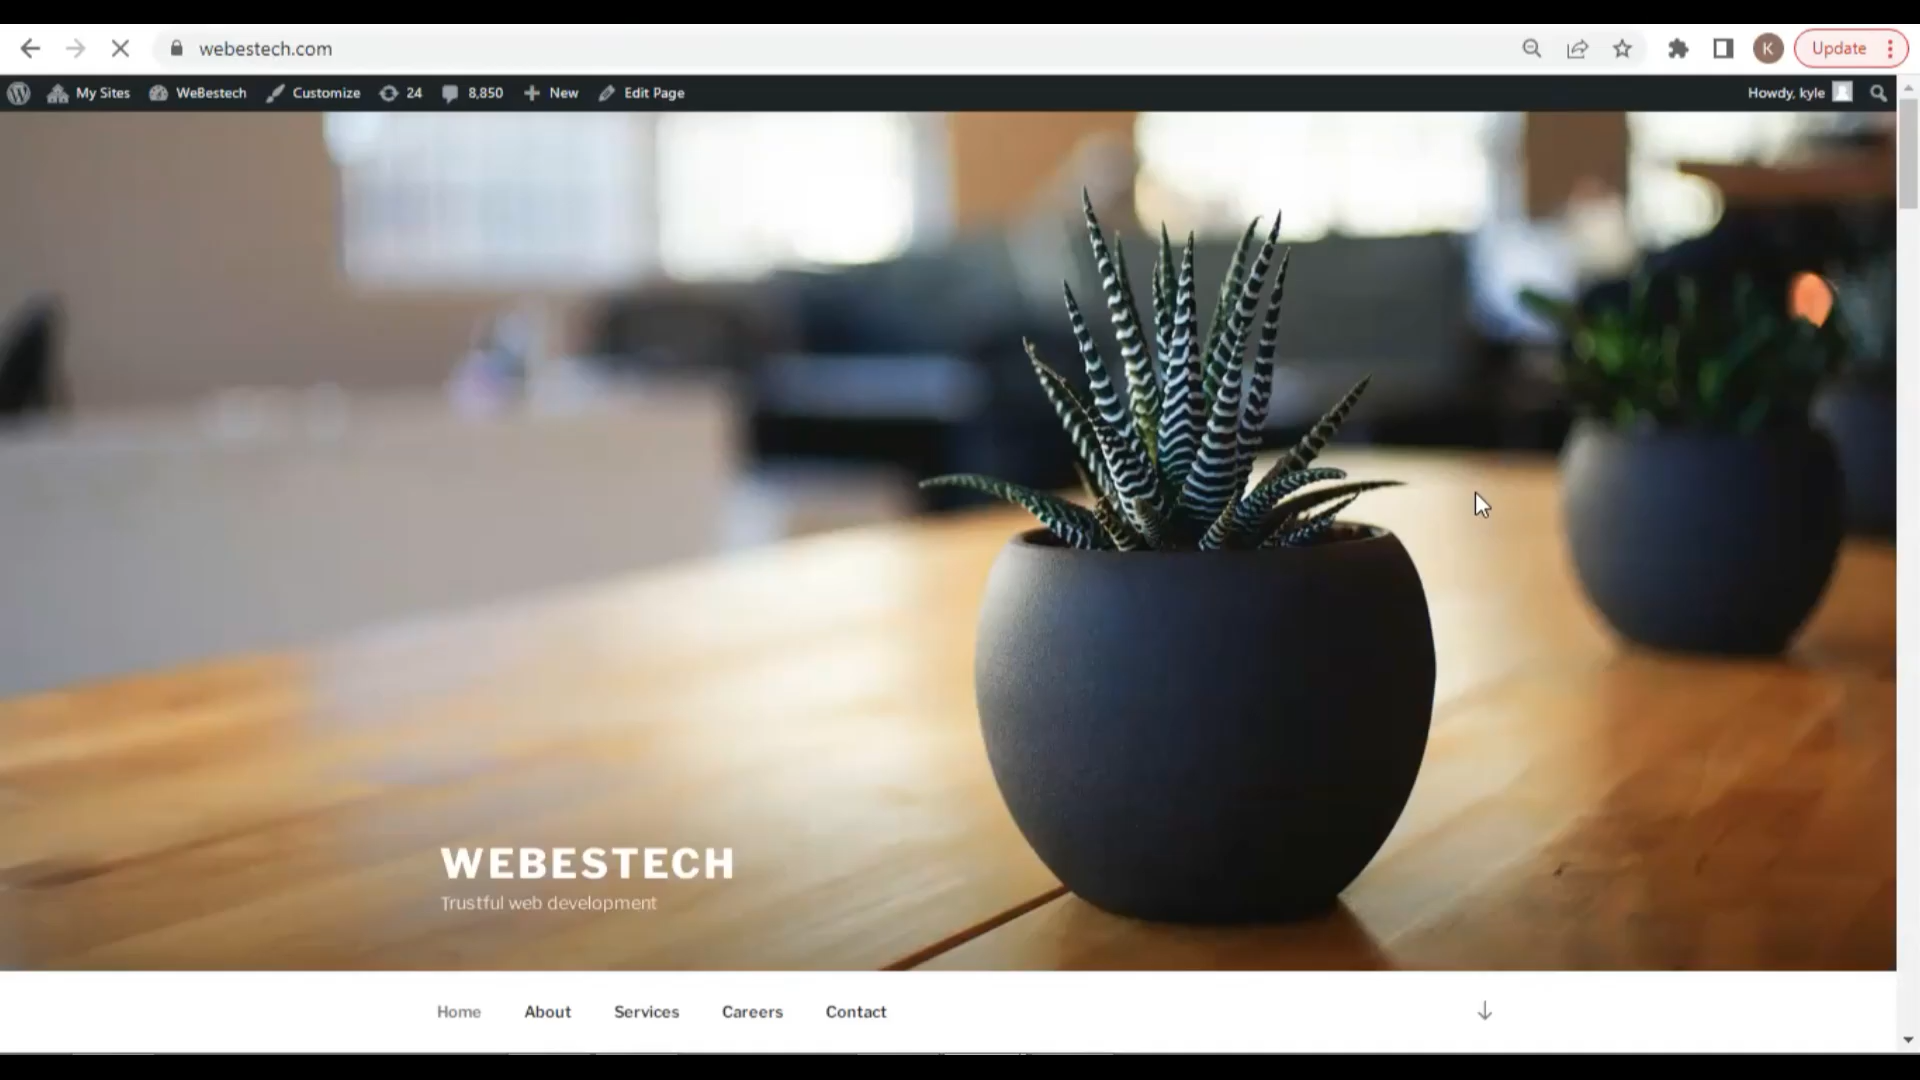 webestech.com
K
Update
My Sites
WeBestech
Customize
24
8,850
New
Edit Page
Howdy, kyle
WEBESTECH
Trustful web development
Home
About
Services
Careers
Contact